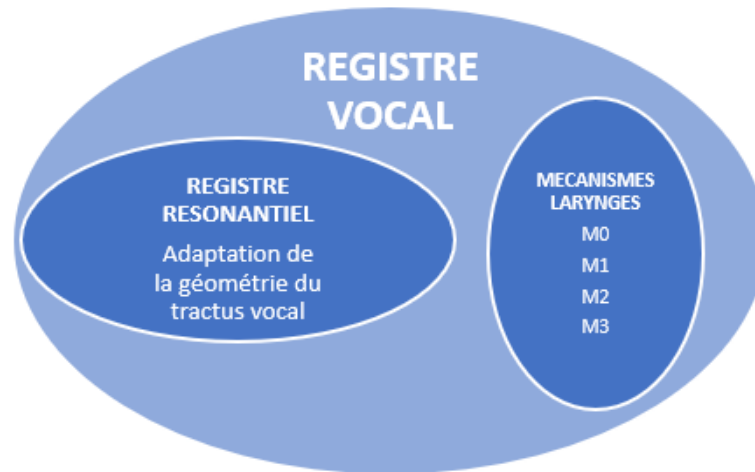 REGISTRE
VOCAL
REGISTRE
RESONANTIEL
Adaptation de
la géométrie du
tractus vocal
MECANISMES
LARYNGES
M0
M1
M2
M3